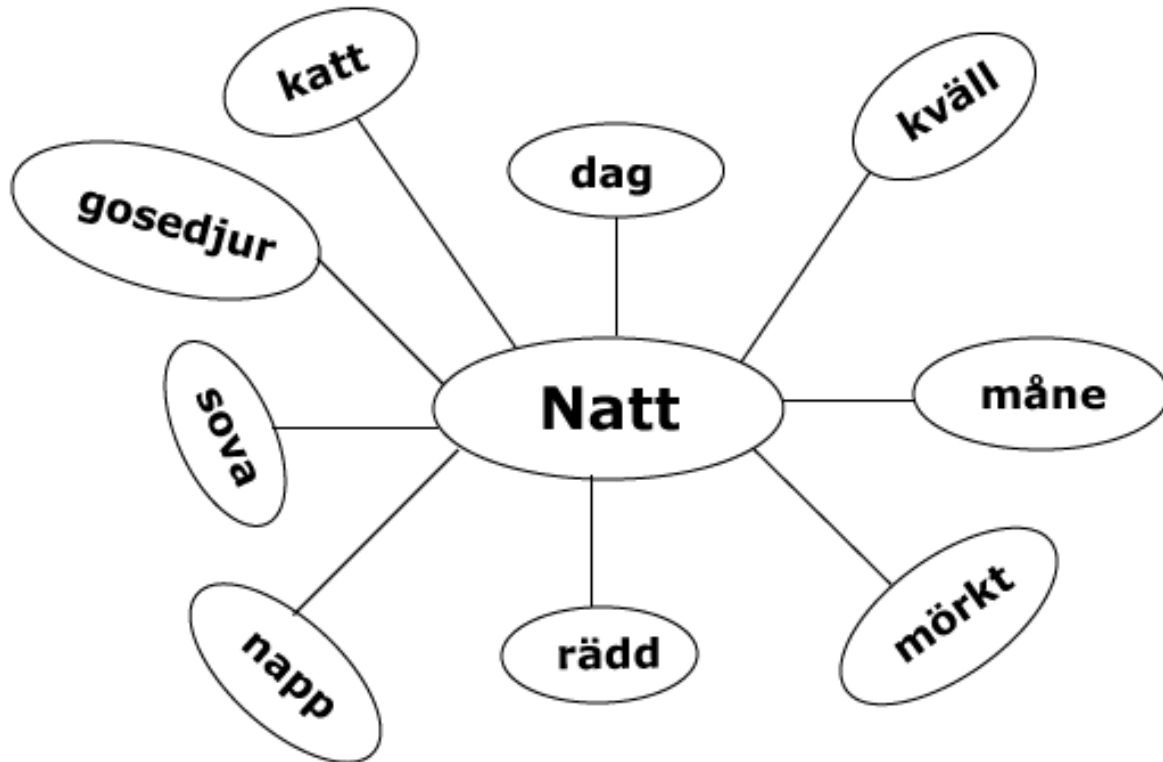 katt
kväll
dag
gosedjur
Natt
måne
sova
mörkt
rädd
napp